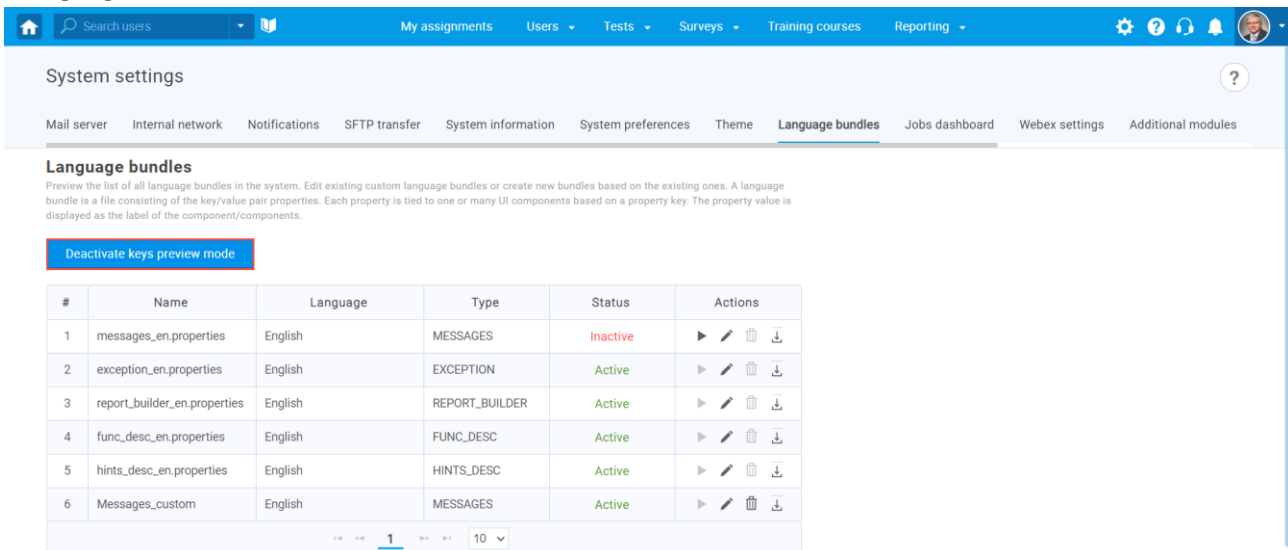 Search users
My assignments Users Tests Surveys Training courses Reporting
System settings
?
Mail server Internal network Notifications SFTP transfer System information System preferences Theme Language bundles Jobs dashboard Webex settings Additional modules
Language bundles
Preview the list of all language bundles in the system. Edit existing custom language bundles or create new bundles based on the existing ones. A language
bundle is a file consisting of the key/value pair properties. Each property is tied to one or many UI components based on a property key. The property value is
displayed as the label of the component/components.
Deactivate keys preview mode
# Name Language Type Status Actions
1 messages_en.properties English MESSAGES Inactive
2 exception_en.properties English EXCEPTION Active
3 report_builder_en.properties English REPORT_BUILDER Active
4 func_desc_en.properties English FUNC_DESC Active
5 hints_desc_en.properties English HINTS_DESC Active
6 Messages_custom English MESSAGES Active
1 10